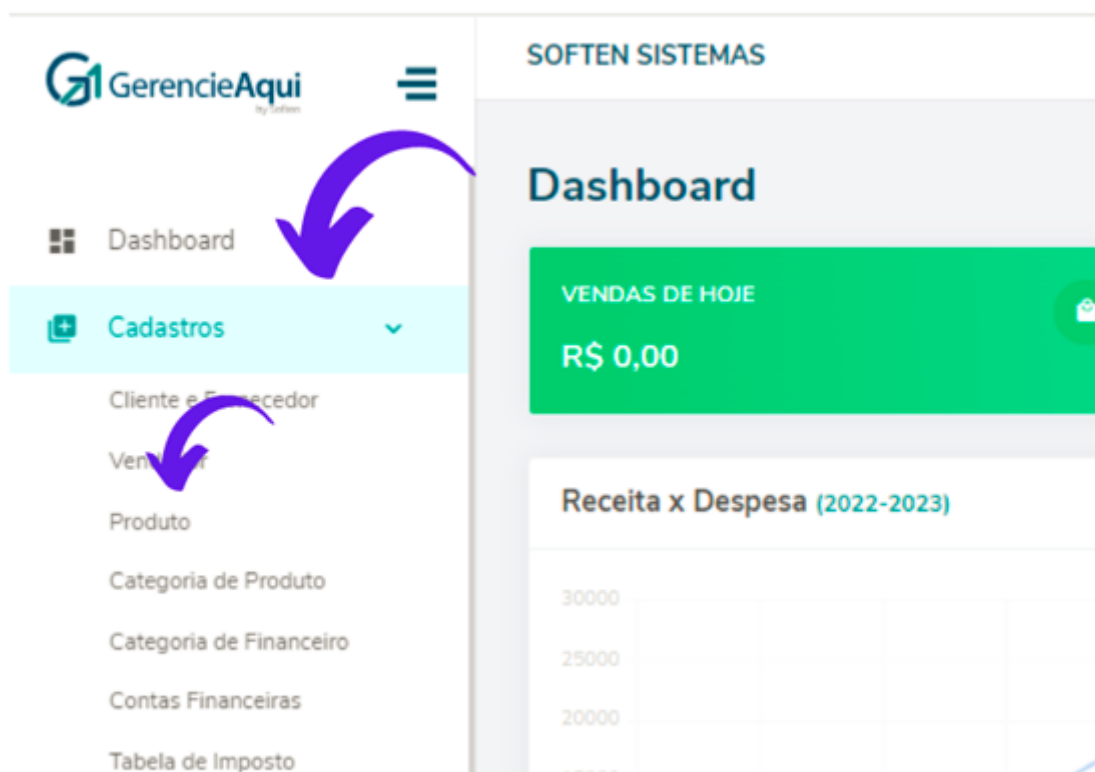 GerencieAqui
by Soften
Dashboard
Cadastros
Cliente e
Produto
Categoria de Produto
Categoria de Financeiro
Contas Financeiras
Tabela de Imposto
SOFTEN SISTEMAS
Dashboard
VENDAS DE HOJE
R$ 0,00
Receita x Despesa (2022-2023)
30000
25000
20000